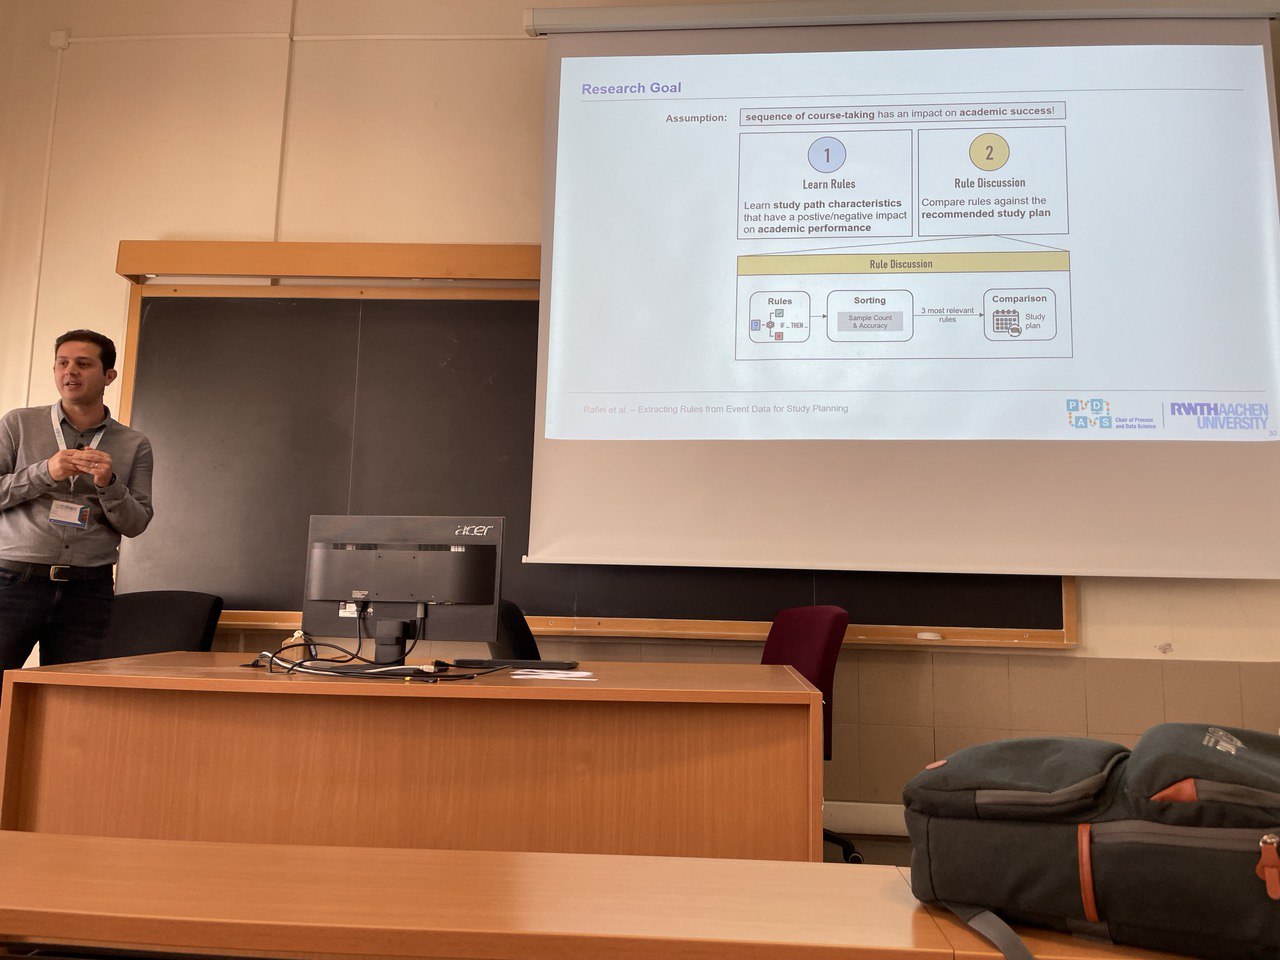 Research Goal
Assumption: sequence of course-taking has an impact on academic success!
1
Learn Rules
Learn study path characteristics
that have a postive/negative impact
on academic performance
2
Rule Discussion
Compare rules against the
recommended study plan
Rule Discussion
Rules
?
IF .. THEN ..
Sorting
Sample Count
& Accuracy
3 most relevant
rules
Comparison
Study
plan
Rafiei et al. – Extracting Rules from Event Data for Study Planning
P D
A S
Chair of Process
and Data Science
RWTHAACHEN
UNIVERSITY
30
acer